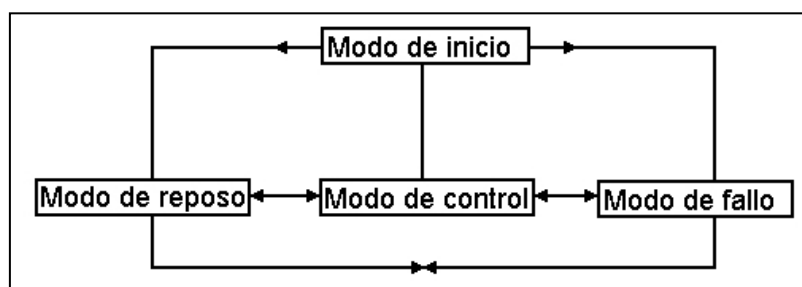 Modo de inicio
Modo de reposo
Modo de control
Modo de fallo